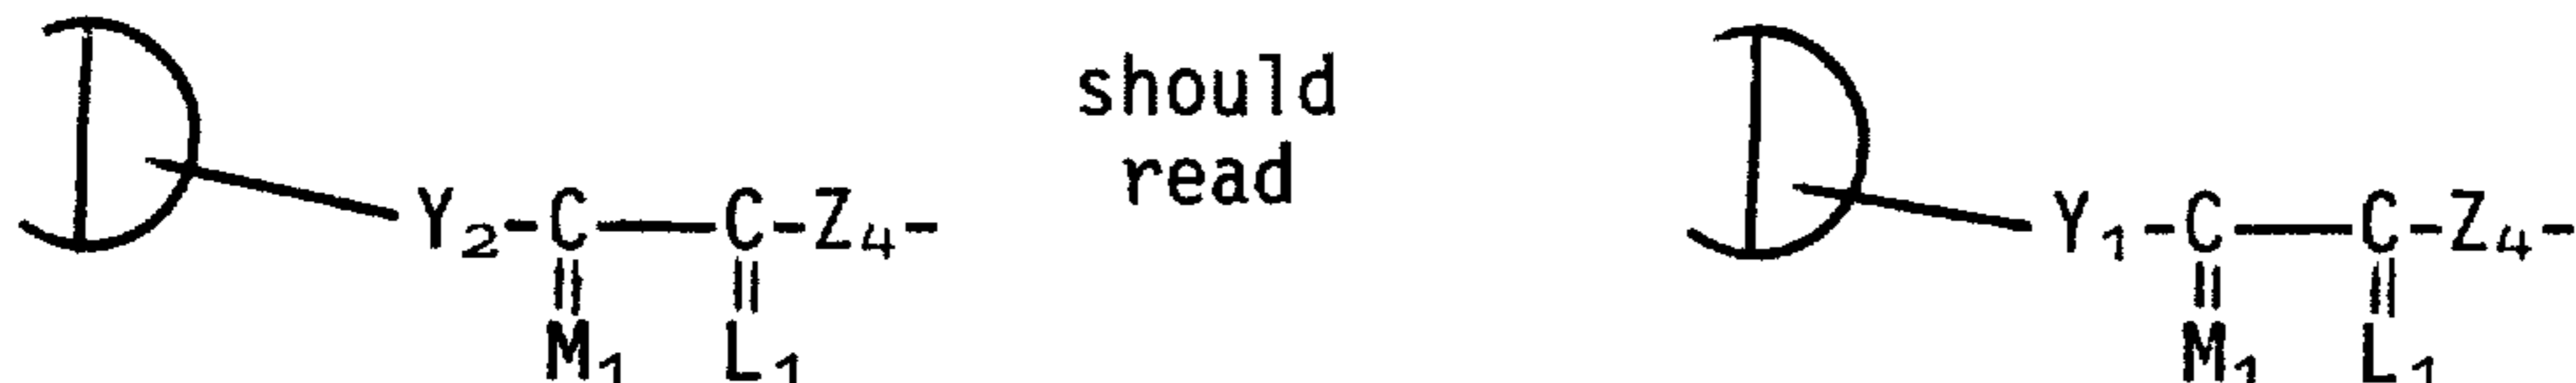 should
read
Y₂-C—C-Z₄- Y₁-C—C-Z₄-
M₁ L₁ M₁ L₁